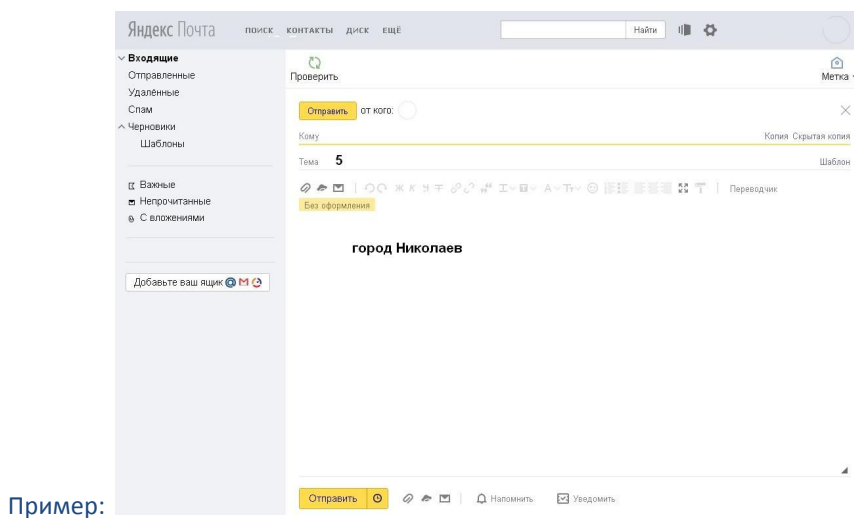 Яндекс Почта ПОИСК КОНТАКТЫ ДИСК ЕЩЁ Найти
Входящие
Отправленные
Удалённые
Спам
Черновики
Шаблоны
Важные
Непрочитанные
С вложениями
Добавьте ваш ящик
Проверить Метка
Отправить от кого:
Кому Копия Скрытая копия
Тема 5 Шаблон
Переводчик
Без оформления
город Николаев
Отправить Напомнить Уведомить
Пример: